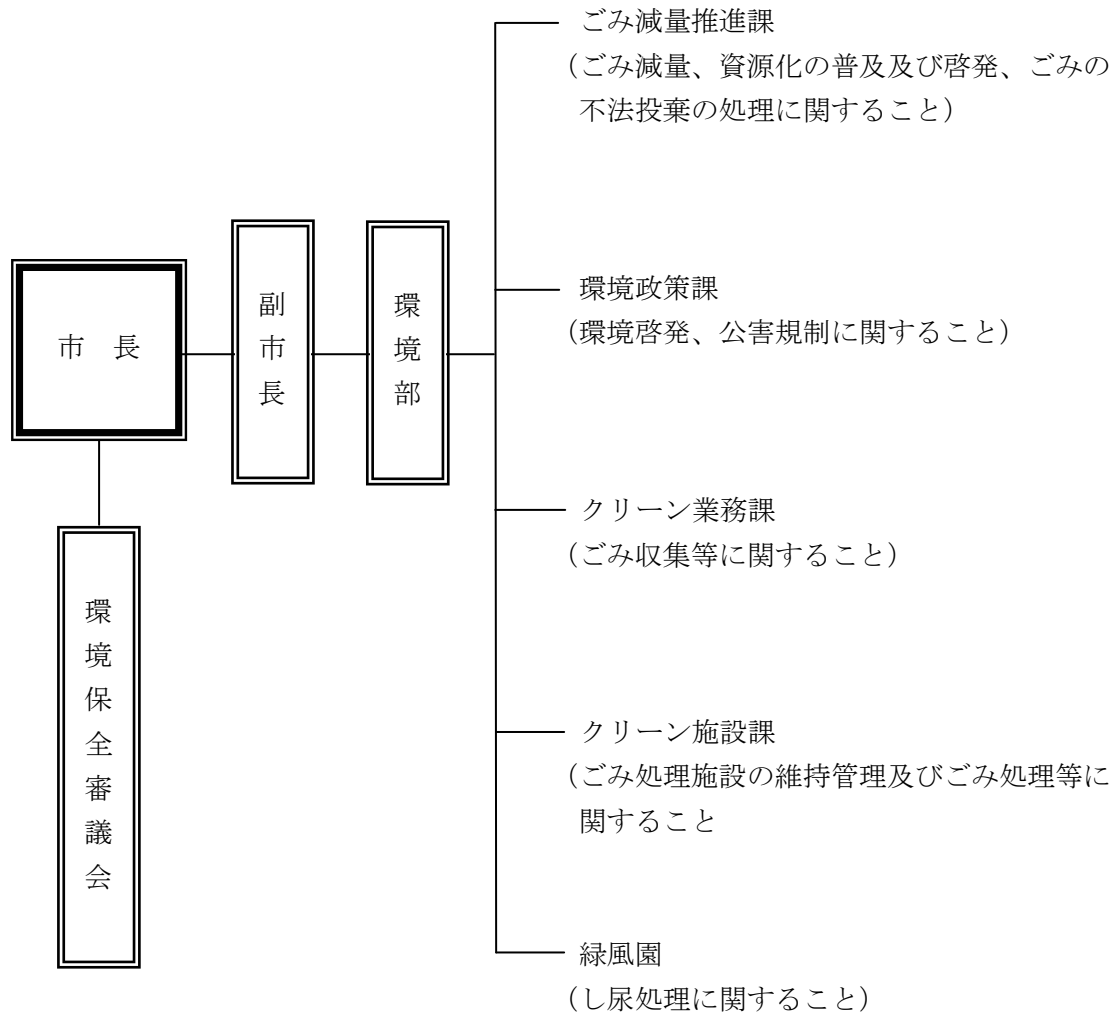 ごみ減量推進課
（ごみ減量、資源化の普及及び啓発、ごみの
不法投棄の処理に関すること）
市　長
副市長
環境部
環境政策課
（環境啓発、公害規制に関すること）
クリーン業務課
（ごみ収集等に関すること）
環境保全審議会
クリーン施設課
（ごみ処理施設の維持管理及びごみ処理等に
関すること
緑風園
（し尿処理に関すること）